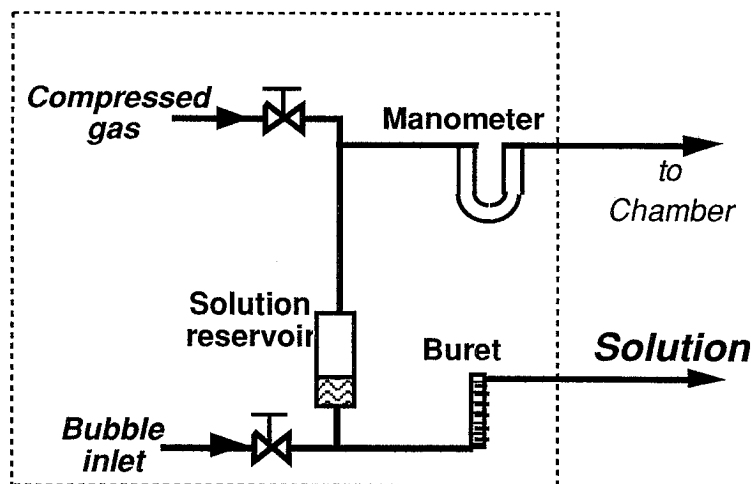 Compressed
gas
Manometer
to
Chamber
Solution
reservoir
Buret
Solution
Bubble
inlet